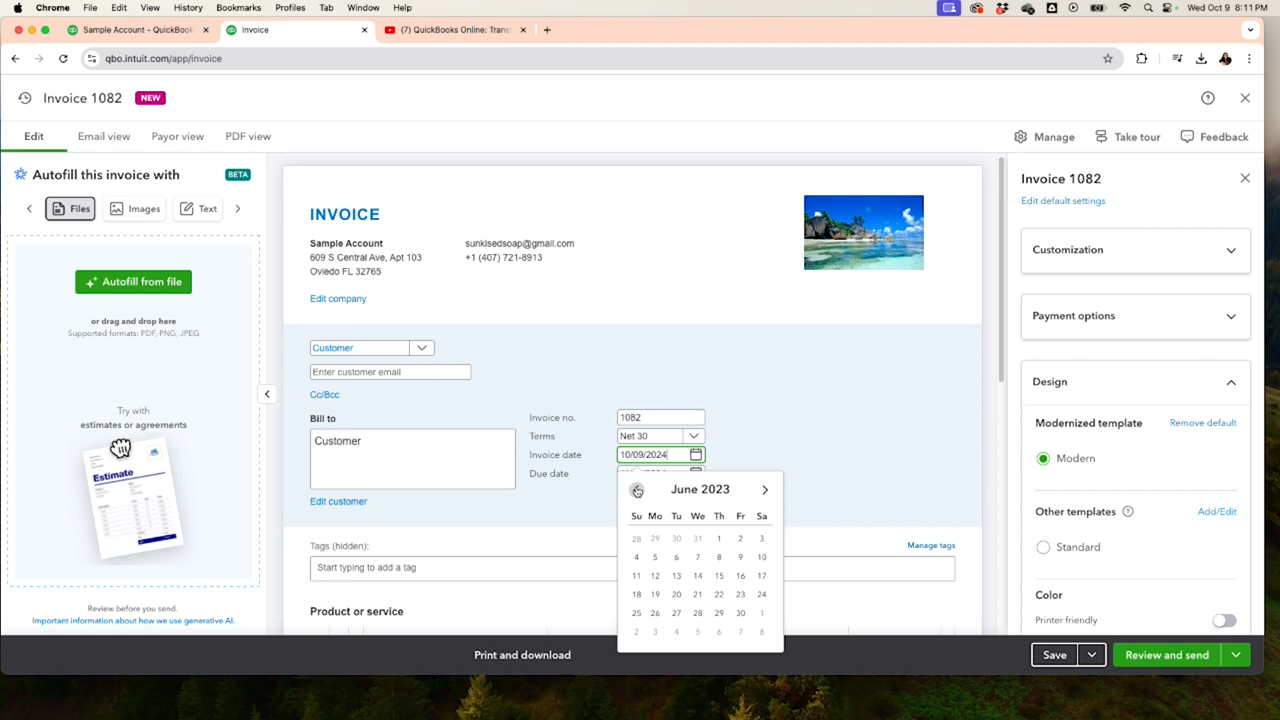 Chrome File Edit View History Bookmarks Profiles Tab Window Help Wed Oct 9 8:11 PM
Sample Account - QuickBook Invoice (7) QuickBooks Online: Trans
qbo.intuit.com/app/invoice
Invoice 1082 NEW
Edit Email view Payor view PDF view Manage Take tour Feedback
Autofill this invoice with BETA
Files Images Text
Autofill from file
or drag and drop here
Supported formats: PDF, PNG, JPEG
Try with
estimates or agreements
Estimate
Review before you send.
Important information about how we use generative AI.
INVOICE
Sample Account sunkisedsoap@gmail.com
609 S Central Ave, Apt 103 +1 (407) 721-8913
Oviedo FL 32765
Edit company
Customer
Enter customer email
Cc/Bcc
Bill to
Customer
Edit customer
Invoice no. 1082
Terms Net 30
Invoice date 10/09/2024
Due date
June 2023
Su Mo Tu We Th Fr Sa
28 29 30 31 1 2 3
4 5 6 7 8 9 10
11 12 13 14 15 16 17
18 19 20 21 22 23 24
25 26 27 28 29 30 1
2 3 4 5 6 7 8
Tags (hidden): Manage tags
Start typing to add a tag
Product or service
Invoice 1082
Edit default settings
Customization
Payment options
Design
Modernized template Remove default
Modern
Other templates Add/Edit
Standard
Color
Printer friendly
Print and download Save Review and send